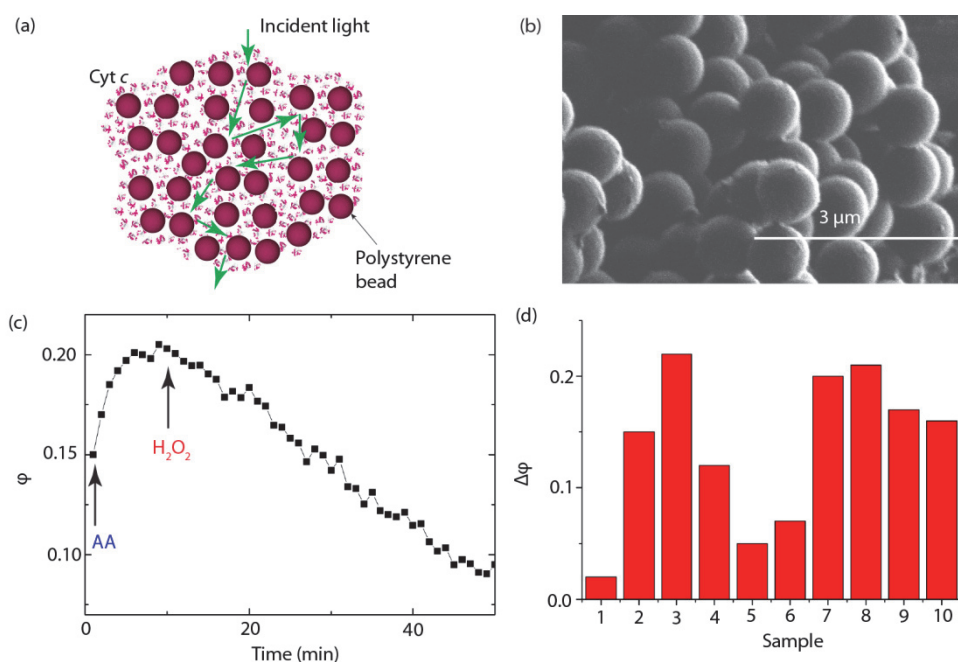 (a)
Incident light
Cyt c
Polystyrene
bead
(b)
3 μm
(c)
φ
0.20
0.15
0.10
AA
H₂O₂
0
20
40
Time (min)
(d)
Δφ
0.2
0.1
0.0
1 2 3 4 5 6 7 8 9 10
Sample